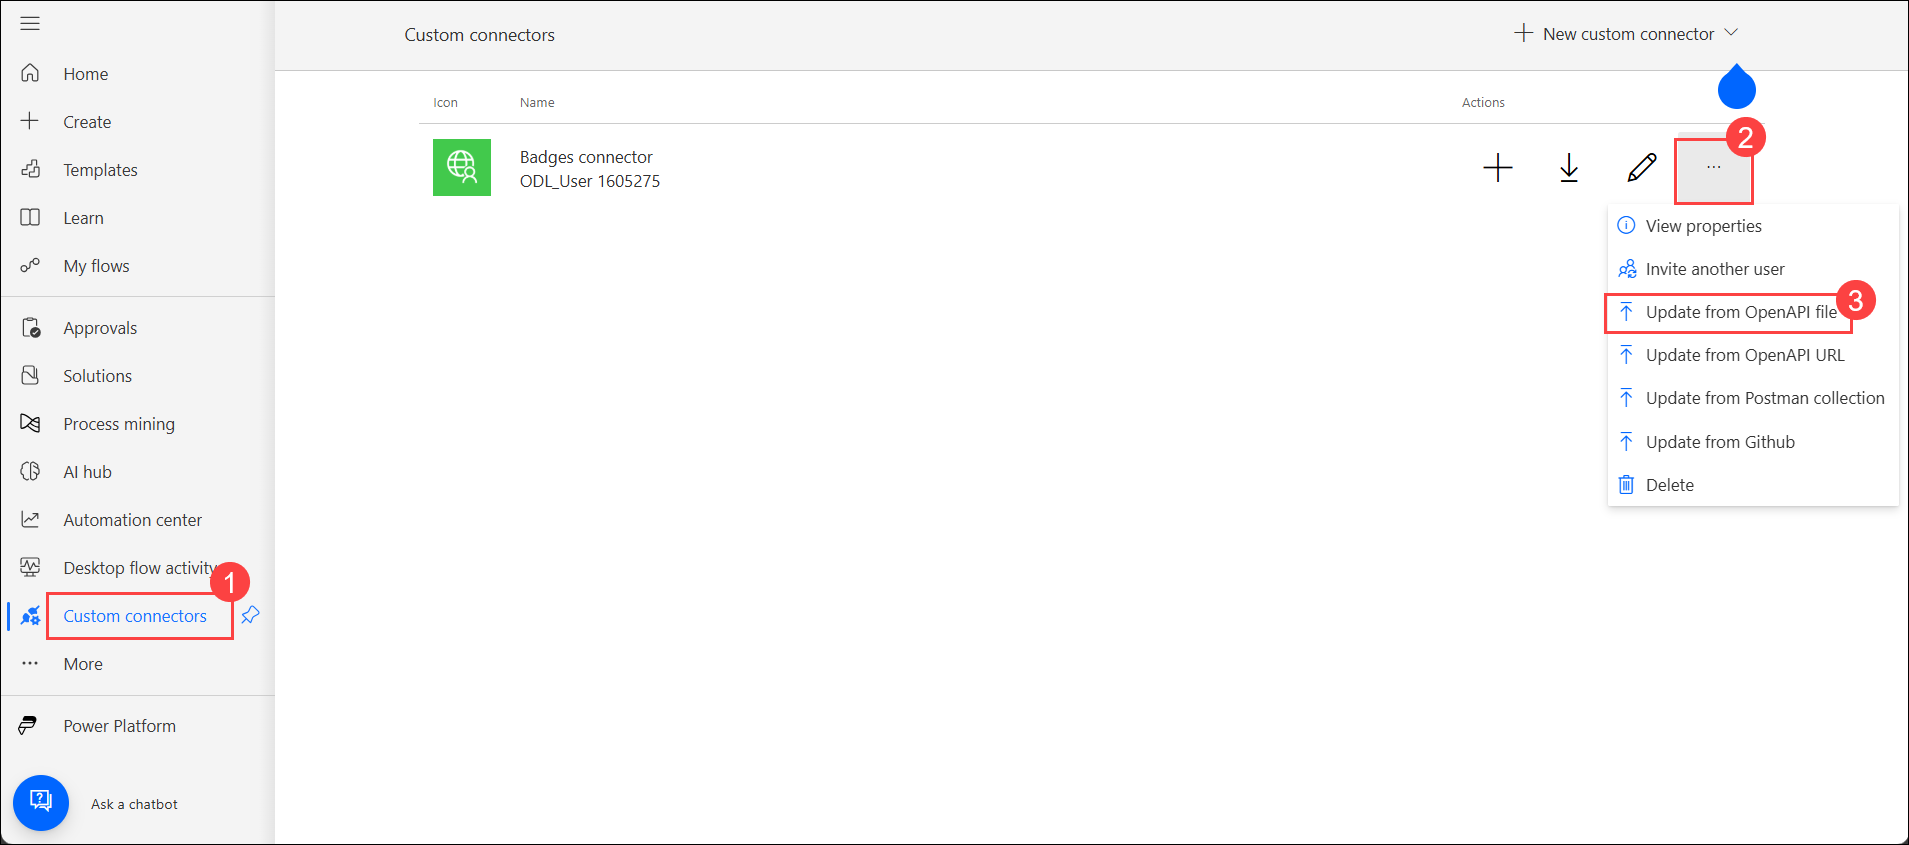 Custom connectors
New custom connector
Home
Create
Templates
Learn
My flows
Approvals
Solutions
Process mining
AI hub
Automation center
Desktop flow activity
1
Custom connectors
More
Power Platform
Ask a chatbot
Icon Name Actions
Badges connector
ODL_User 1605275
...
2
View properties
Invite another user
Update from OpenAPI file
3
Update from OpenAPI URL
Update from Postman collection
Update from Github
Delete